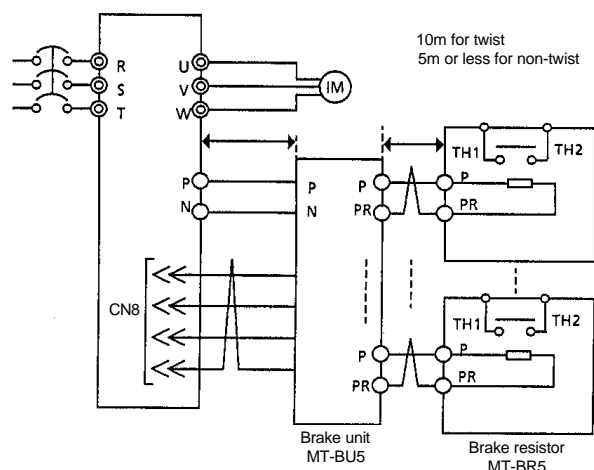 10m for twist
5m or less for non-twist
R
S
T
U
V
W
IM
P
N
P
N
P
PR
TH1
TH2
P
PR
CN8
P
PR
TH1
TH2
P
PR
Brake unit
MT-BU5
Brake resistor
MT-BR5